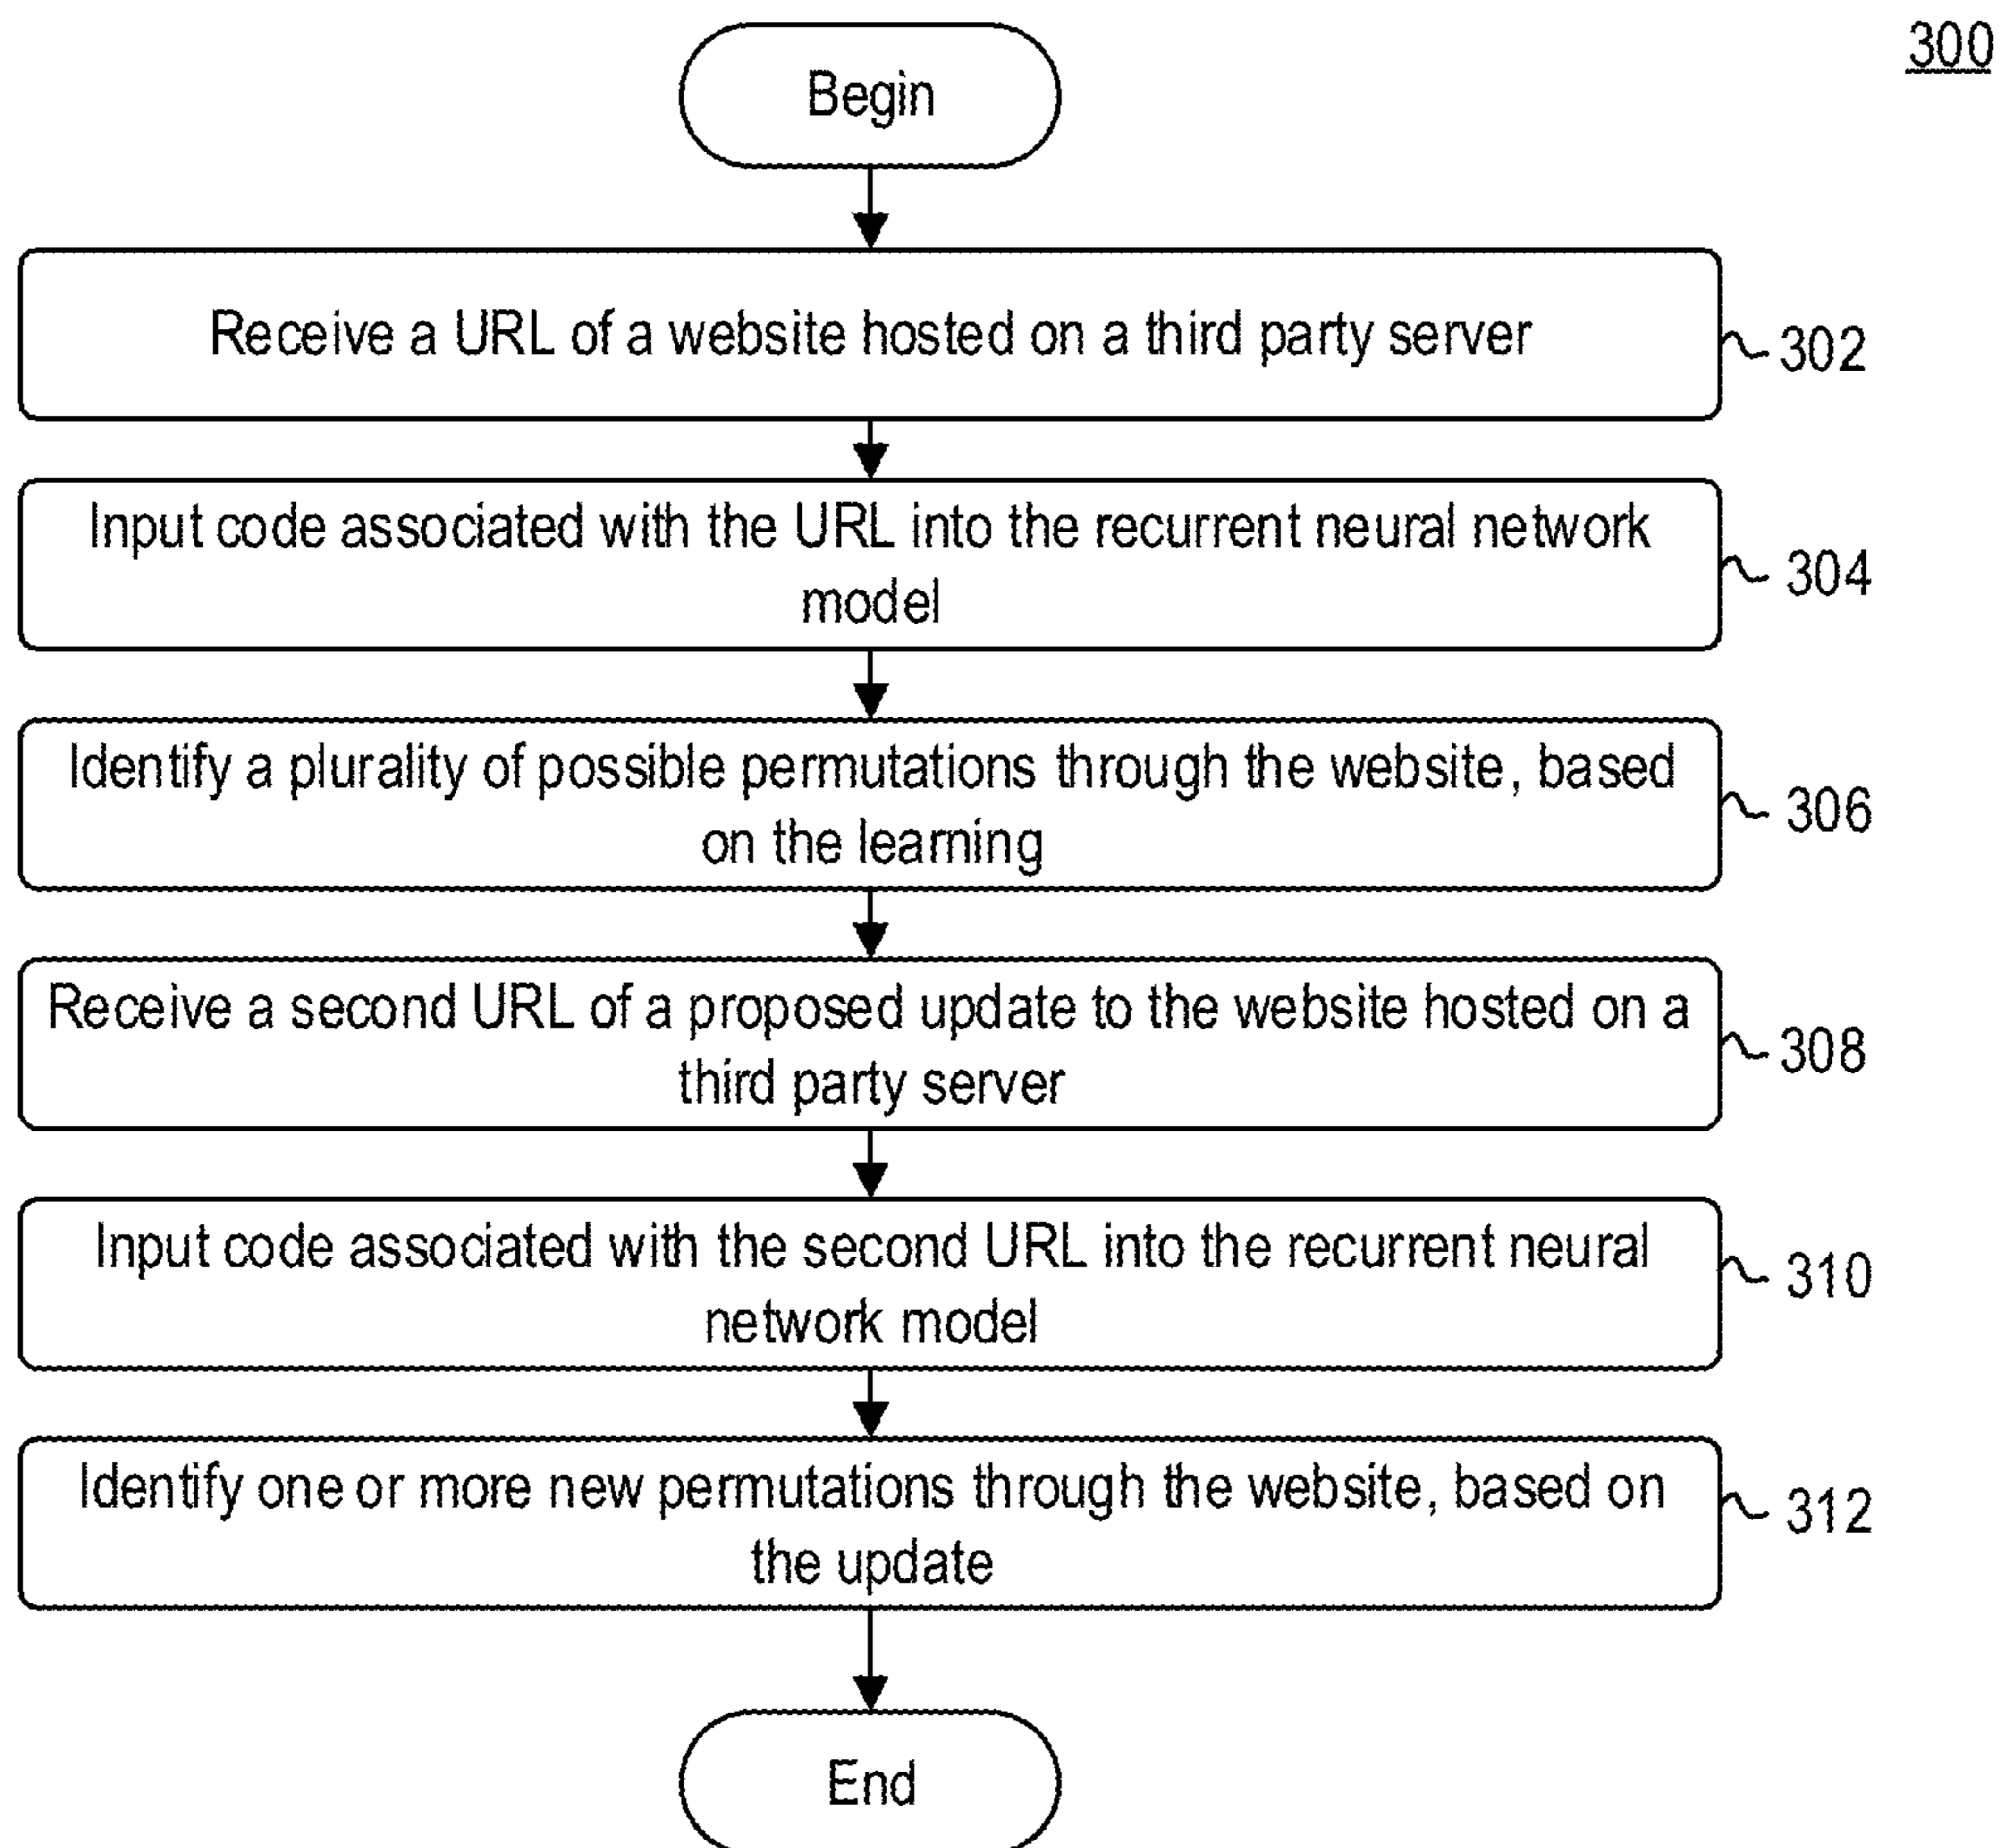 300
Begin
Receive a URL of a website hosted on a third party server
302
Input code associated with the URL into the recurrent neural network
model
304
Identify a plurality of possible permutations through the website, based
on the learning
306
Receive a second URL of a proposed update to the website hosted on a
third party server
308
Input code associated with the second URL into the recurrent neural
network model
310
Identify one or more new permutations through the website, based on
the update
312
End